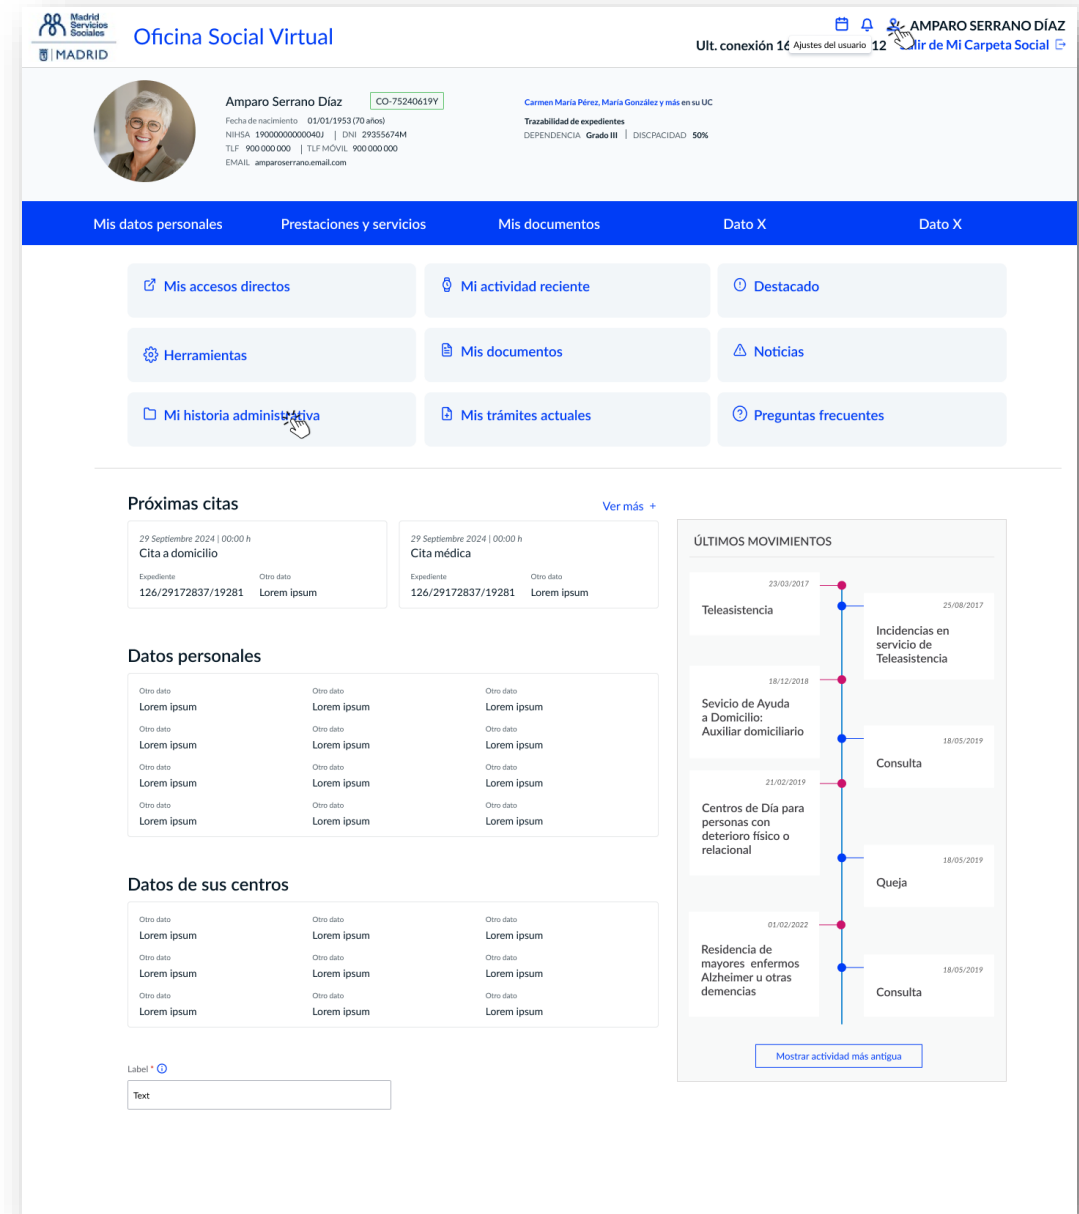 Madrid
Servicios
Sociales
MADRID
Oficina Social Virtual
AMPARO SERRANO DÍAZ
Ult. conexión 16
Ajustes del usuario
12
lir de Mi Carpeta Social
Amparo Serrano Díaz CO-75240619Y
Fecha de nacimiento 01/01/1953 (70 años)
NIHSA 19000000000040J | DNI 29355674M
TLF 900 000 000 | TLF MÓVIL 900 000 000
EMAIL amparoserrano.email.com
Carmen María Pérez, María González y más en su UC
Trazabilidad de expedientes
DEPENDENCIA Grado III | DISCPACIDAD 50%
Mis datos personales Prestaciones y servicios Mis documentos Dato X Dato X
Mis accesos directos Mi actividad reciente Destacado
Herramientas Mis documentos Noticias
Mi historia administrativa Mis trámites actuales Preguntas frecuentes
Próximas citas Ver más +
29 Septiembre 2024 | 00:00 h
Cita a domicilio
Expediente Otro dato
126/29172837/19281 Lorem ipsum
29 Septiembre 2024 | 00:00 h
Cita médica
Expediente Otro dato
126/29172837/19281 Lorem ipsum
Datos personales
Otro dato Otro dato Otro dato
Lorem ipsum Lorem ipsum Lorem ipsum
Otro dato Otro dato Otro dato
Lorem ipsum Lorem ipsum Lorem ipsum
Otro dato Otro dato Otro dato
Lorem ipsum Lorem ipsum Lorem ipsum
Otro dato Otro dato Otro dato
Lorem ipsum Lorem ipsum Lorem ipsum
Datos de sus centros
Otro dato Otro dato Otro dato
Lorem ipsum Lorem ipsum Lorem ipsum
Otro dato Otro dato Otro dato
Lorem ipsum Lorem ipsum Lorem ipsum
Otro dato Otro dato Otro dato
Lorem ipsum Lorem ipsum Lorem ipsum
Label *
Text
ÚLTIMOS MOVIMIENTOS
23/03/2017
Teleasistencia
25/08/2017
Incidencias en
servicio de
Teleasistencia
18/12/2018
Sevicio de Ayuda
a Domicilio:
Auxiliar domiciliario
18/05/2019
Consulta
21/02/2019
Centros de Día para
personas con
deterioro físico o
relacional
18/05/2019
Queja
01/02/2022
Residencia de
mayores enfermos
Alzheimer u otras
demencias
18/05/2019
Consulta
Mostrar actividad más antigua